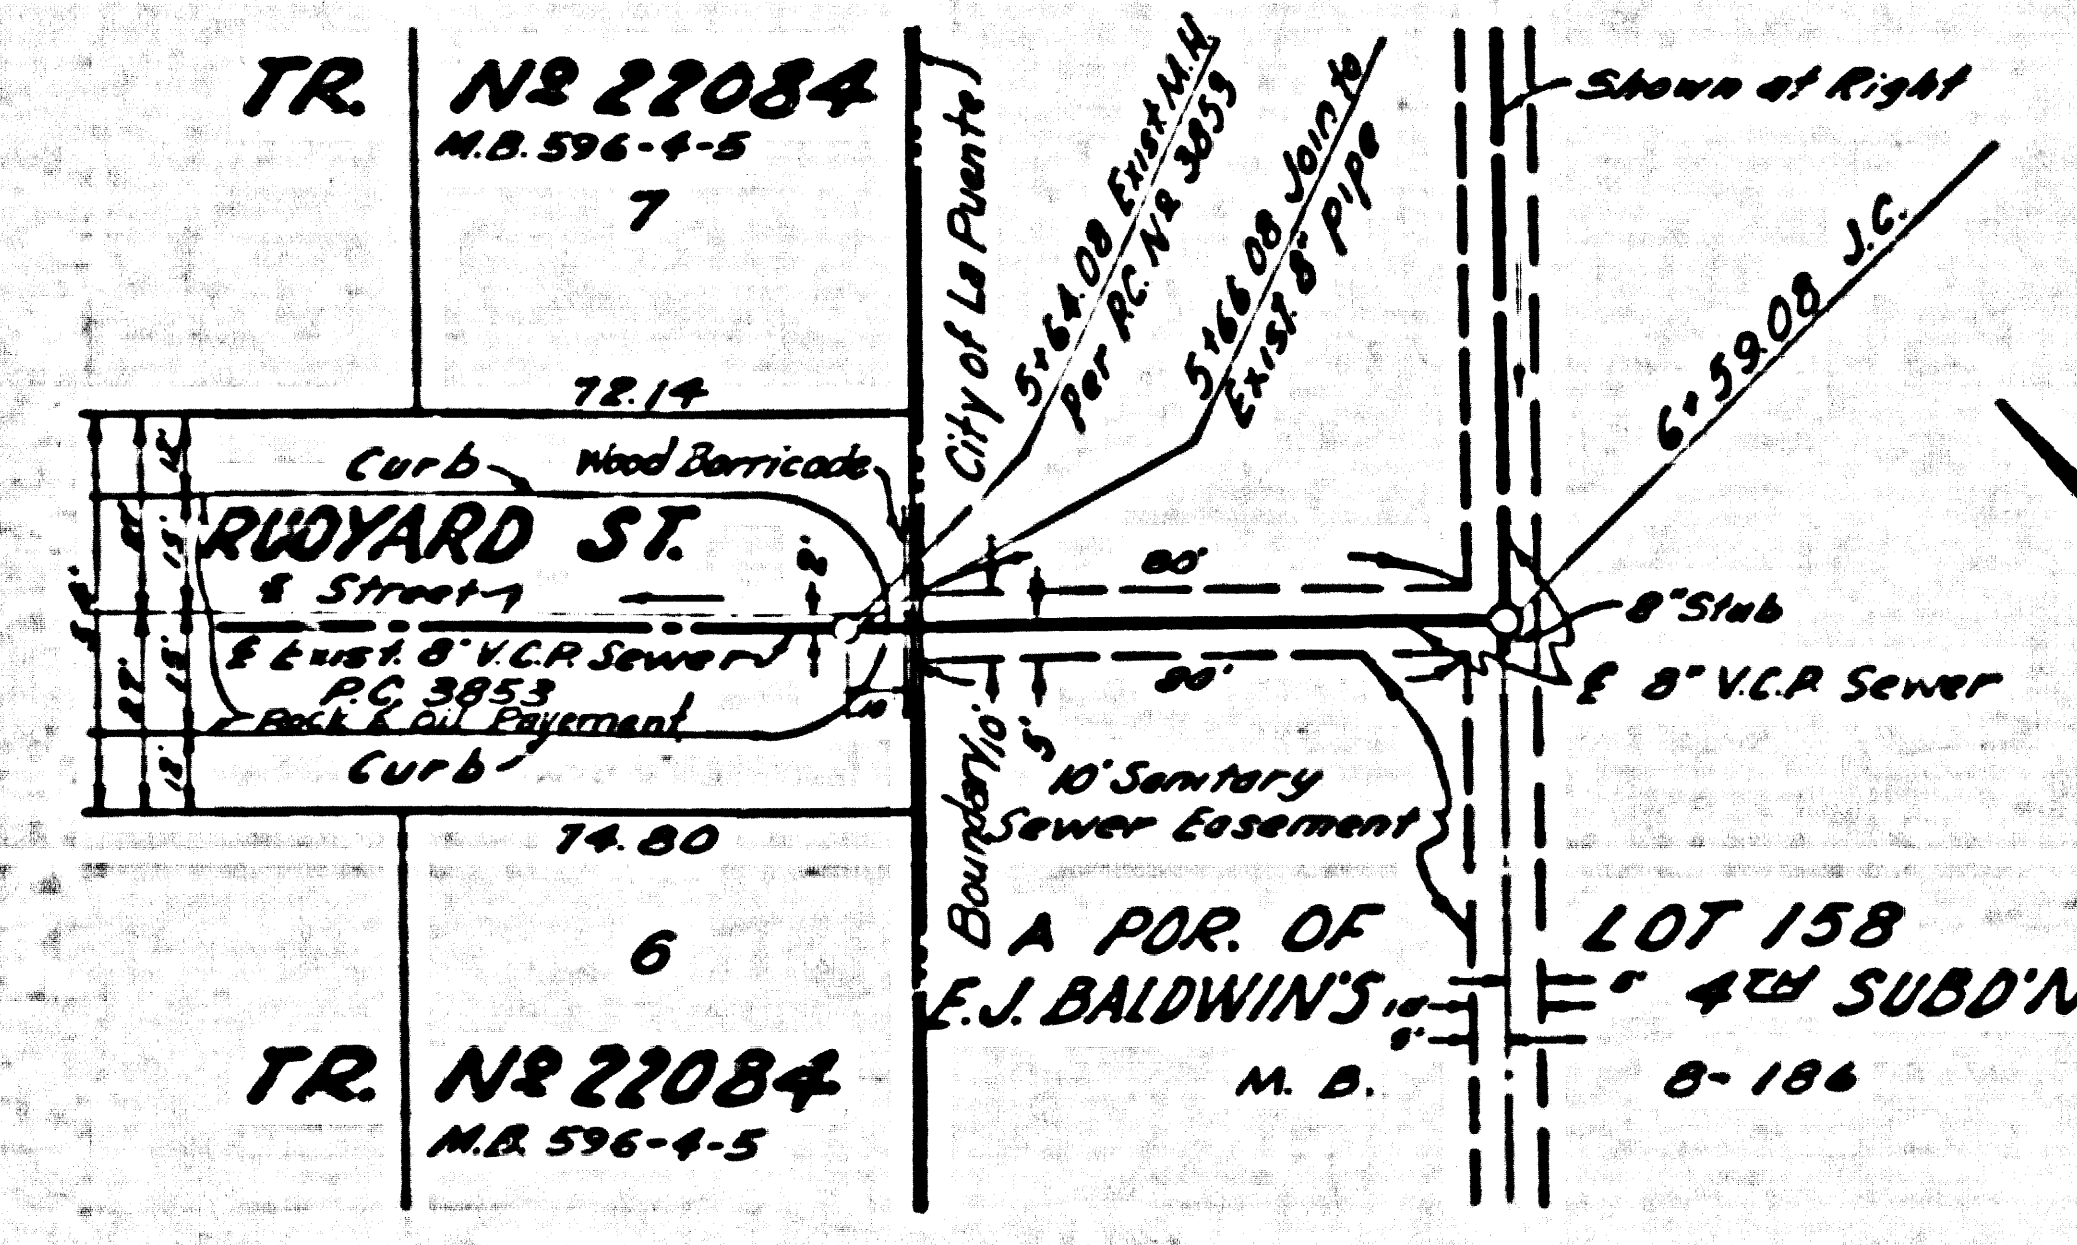 TR. Nº 22084
M.B. 596-4-5
7
72.14
Curb
Wood Barricade
RUDYARD ST.
℄ Street
℄ Exist. 8" V.C.P. Sewer
P.C. 3853
Rock & Oil Pavement
Curb
74.80
6
TR. Nº 22084
M.B. 596-4-5
City of La Puente
Boundary
5+64.08 Exist M.H.
Per P.C. Nº 3859
5+66.08 Join to
Exist. 8" Pipe
Shown at Right
6+59.08 J.C.
80'
8" Stub
℄ 8" V.C.P. Sewer
10'
5'
10' Sanitary
Sewer Easement
A POR. OF LOT 158
E.J. BALDWIN'S 4TH SUBD'N
M. B. 8-186